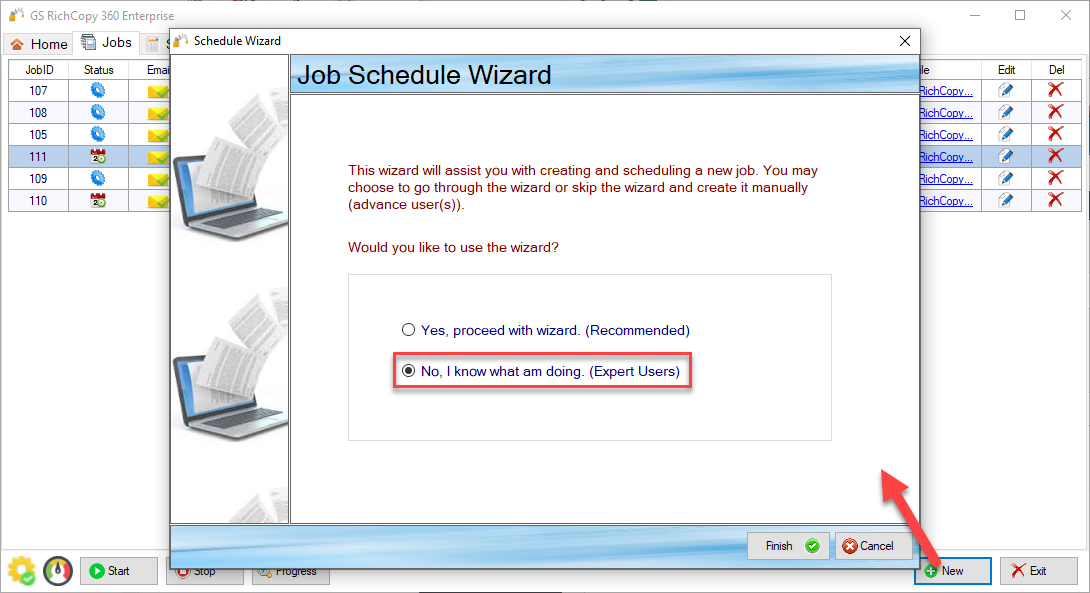 GS RichCopy 360 Enterprise
Home
Jobs
Schedule Wizard
JobID Status Emai
Edit Del
107 RichCopy...
108 RichCopy...
105 RichCopy...
111 RichCopy...
109 RichCopy...
110 RichCopy...
Job Schedule Wizard
This wizard will assist you with creating and scheduling a new job. You may
choose to go through the wizard or skip the wizard and create it manually
(advance user(s)).
Would you like to use the wizard?
Yes, proceed with wizard. (Recommended)
No, I know what am doing. (Expert Users)
Finish
Cancel
Start
Stop
Progress
New
Exit